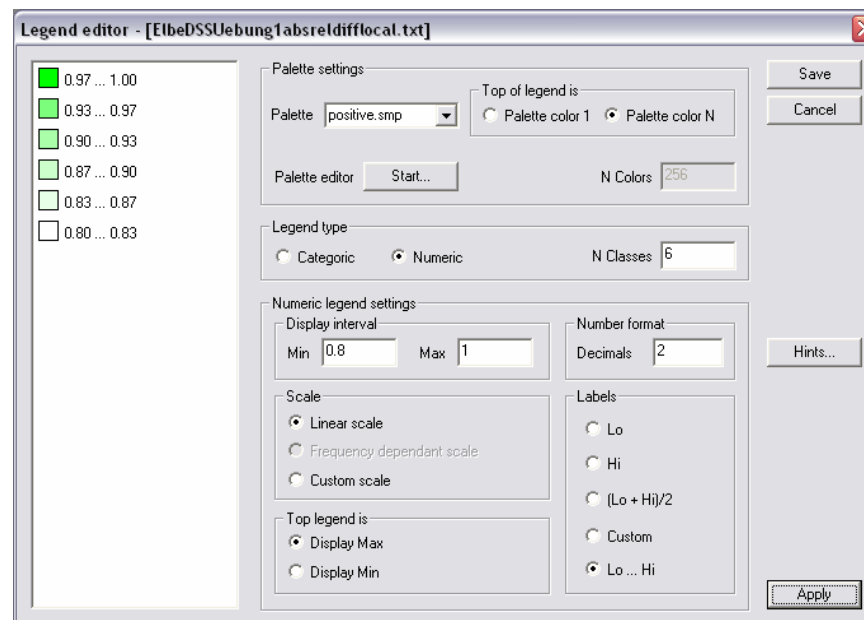 Legend editor - [ElbeDSSUebung1absreldifflocal.txt]
0.97 ... 1.00
0.93 ... 0.97
0.90 ... 0.93
0.87 ... 0.90
0.83 ... 0.87
0.80 ... 0.83
Palette settings
Palette positive.smp
Top of legend is
Palette color 1 Palette color N
Palette editor Start... N Colors 256
Legend type
Categoric Numeric N Classes 6
Numeric legend settings
Display interval
Min 0.8 Max 1
Number format
Decimals 2
Scale
Linear scale
Frequency dependant scale
Custom scale
Labels
Lo
Hi
(Lo + Hi)/2
Custom
Lo ... Hi
Top legend is
Display Max
Display Min
Save
Cancel
Hints...
Apply